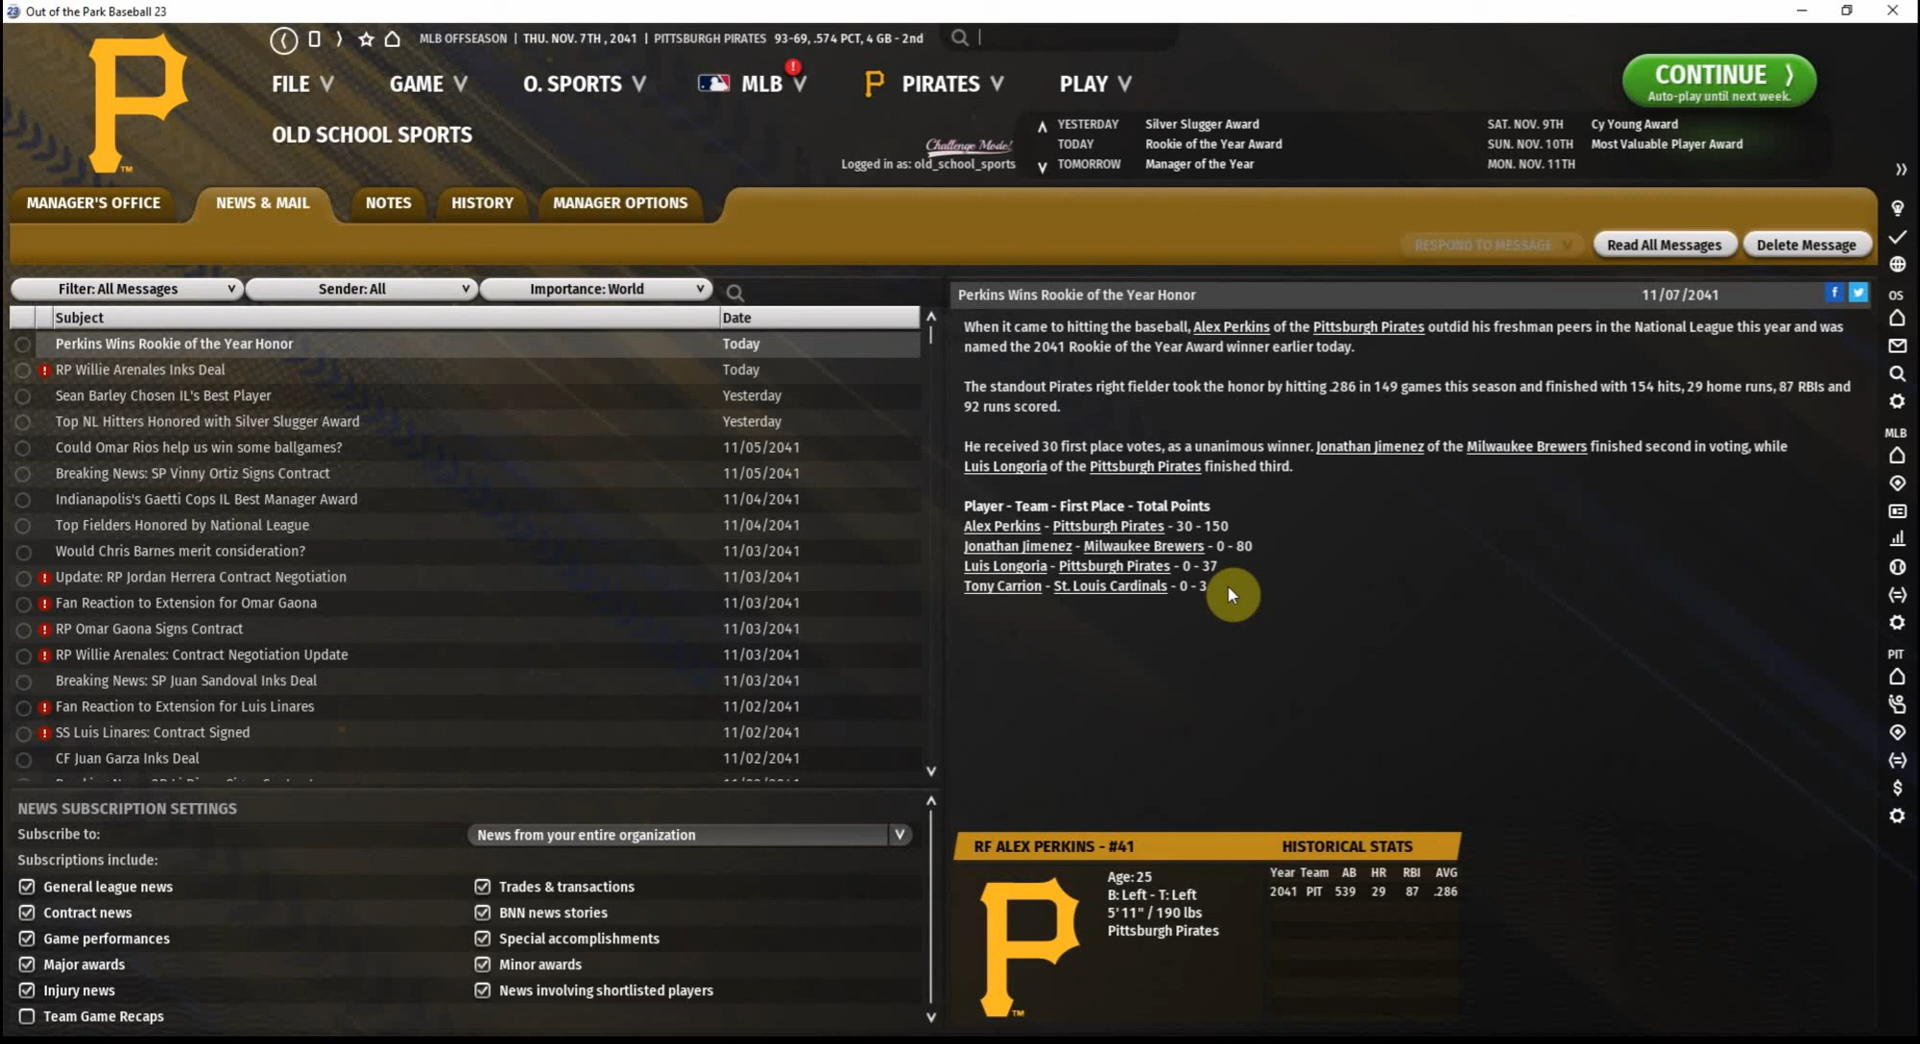 Out of the Park Baseball 23
MLB OFFSEASON | THU. NOV. 7TH, 2041 | PITTSBURGH PIRATES 93-69, .574 PCT, 4 GB - 2nd
FILE GAME O. SPORTS MLB PIRATES PLAY
CONTINUE
Auto-play until next week.
OLD SCHOOL SPORTS
Challenge Mode!
Logged in as: old_school_sports
YESTERDAY Silver Slugger Award
TODAY Rookie of the Year Award
TOMORROW Manager of the Year
SAT. NOV. 9TH Cy Young Award
SUN. NOV. 10TH Most Valuable Player Award
MON. NOV. 11TH
MANAGER'S OFFICE NEWS & MAIL NOTES HISTORY MANAGER OPTIONS
RESPOND TO MESSAGE Read All Messages Delete Message
Filter: All Messages Sender: All Importance: World
Subject Date
Perkins Wins Rookie of the Year Honor Today
RP Willie Arenales Inks Deal Today
Sean Barley Chosen IL's Best Player Yesterday
Top NL Hitters Honored with Silver Slugger Award Yesterday
Could Omar Rios help us win some ballgames? 11/05/2041
Breaking News: SP Vinny Ortiz Signs Contract 11/05/2041
Indianapolis's Gaetti Cops IL Best Manager Award 11/04/2041
Top Fielders Honored by National League 11/04/2041
Would Chris Barnes merit consideration? 11/03/2041
Update: RP Jordan Herrera Contract Negotiation 11/03/2041
Fan Reaction to Extension for Omar Gaona 11/03/2041
RP Omar Gaona Signs Contract 11/03/2041
RP Willie Arenales: Contract Negotiation Update 11/03/2041
Breaking News: SP Juan Sandoval Inks Deal 11/03/2041
Fan Reaction to Extension for Luis Linares 11/02/2041
SS Luis Linares: Contract Signed 11/02/2041
CF Juan Garza Inks Deal 11/02/2041
NEWS SUBSCRIPTION SETTINGS
Subscribe to: News from your entire organization
Subscriptions include:
General league news Trades & transactions
Contract news BNN news stories
Game performances Special accomplishments
Major awards Minor awards
Injury news News involving shortlisted players
Team Game Recaps
Perkins Wins Rookie of the Year Honor 11/07/2041
When it came to hitting the baseball, Alex Perkins of the Pittsburgh Pirates outdid his freshman peers in the National League this year and was
named the 2041 Rookie of the Year Award winner earlier today.
The standout Pirates right fielder took the honor by hitting .286 in 149 games this season and finished with 154 hits, 29 home runs, 87 RBIs and
92 runs scored.
He received 30 first place votes, as a unanimous winner. Jonathan Jimenez of the Milwaukee Brewers finished second in voting, while
Luis Longoria of the Pittsburgh Pirates finished third.
Player - Team - First Place - Total Points
Alex Perkins - Pittsburgh Pirates - 30 - 150
Jonathan Jimenez - Milwaukee Brewers - 0 - 80
Luis Longoria - Pittsburgh Pirates - 0 - 37
Tony Carrion - St. Louis Cardinals - 0 - 3
RF ALEX PERKINS - #41
Age: 25
B: Left - T: Left
5' 11" / 190 lbs
Pittsburgh Pirates
HISTORICAL STATS
Year Team AB HR RBI AVG
2041 PIT 539 29 87 .286
OS
MLB
PIT